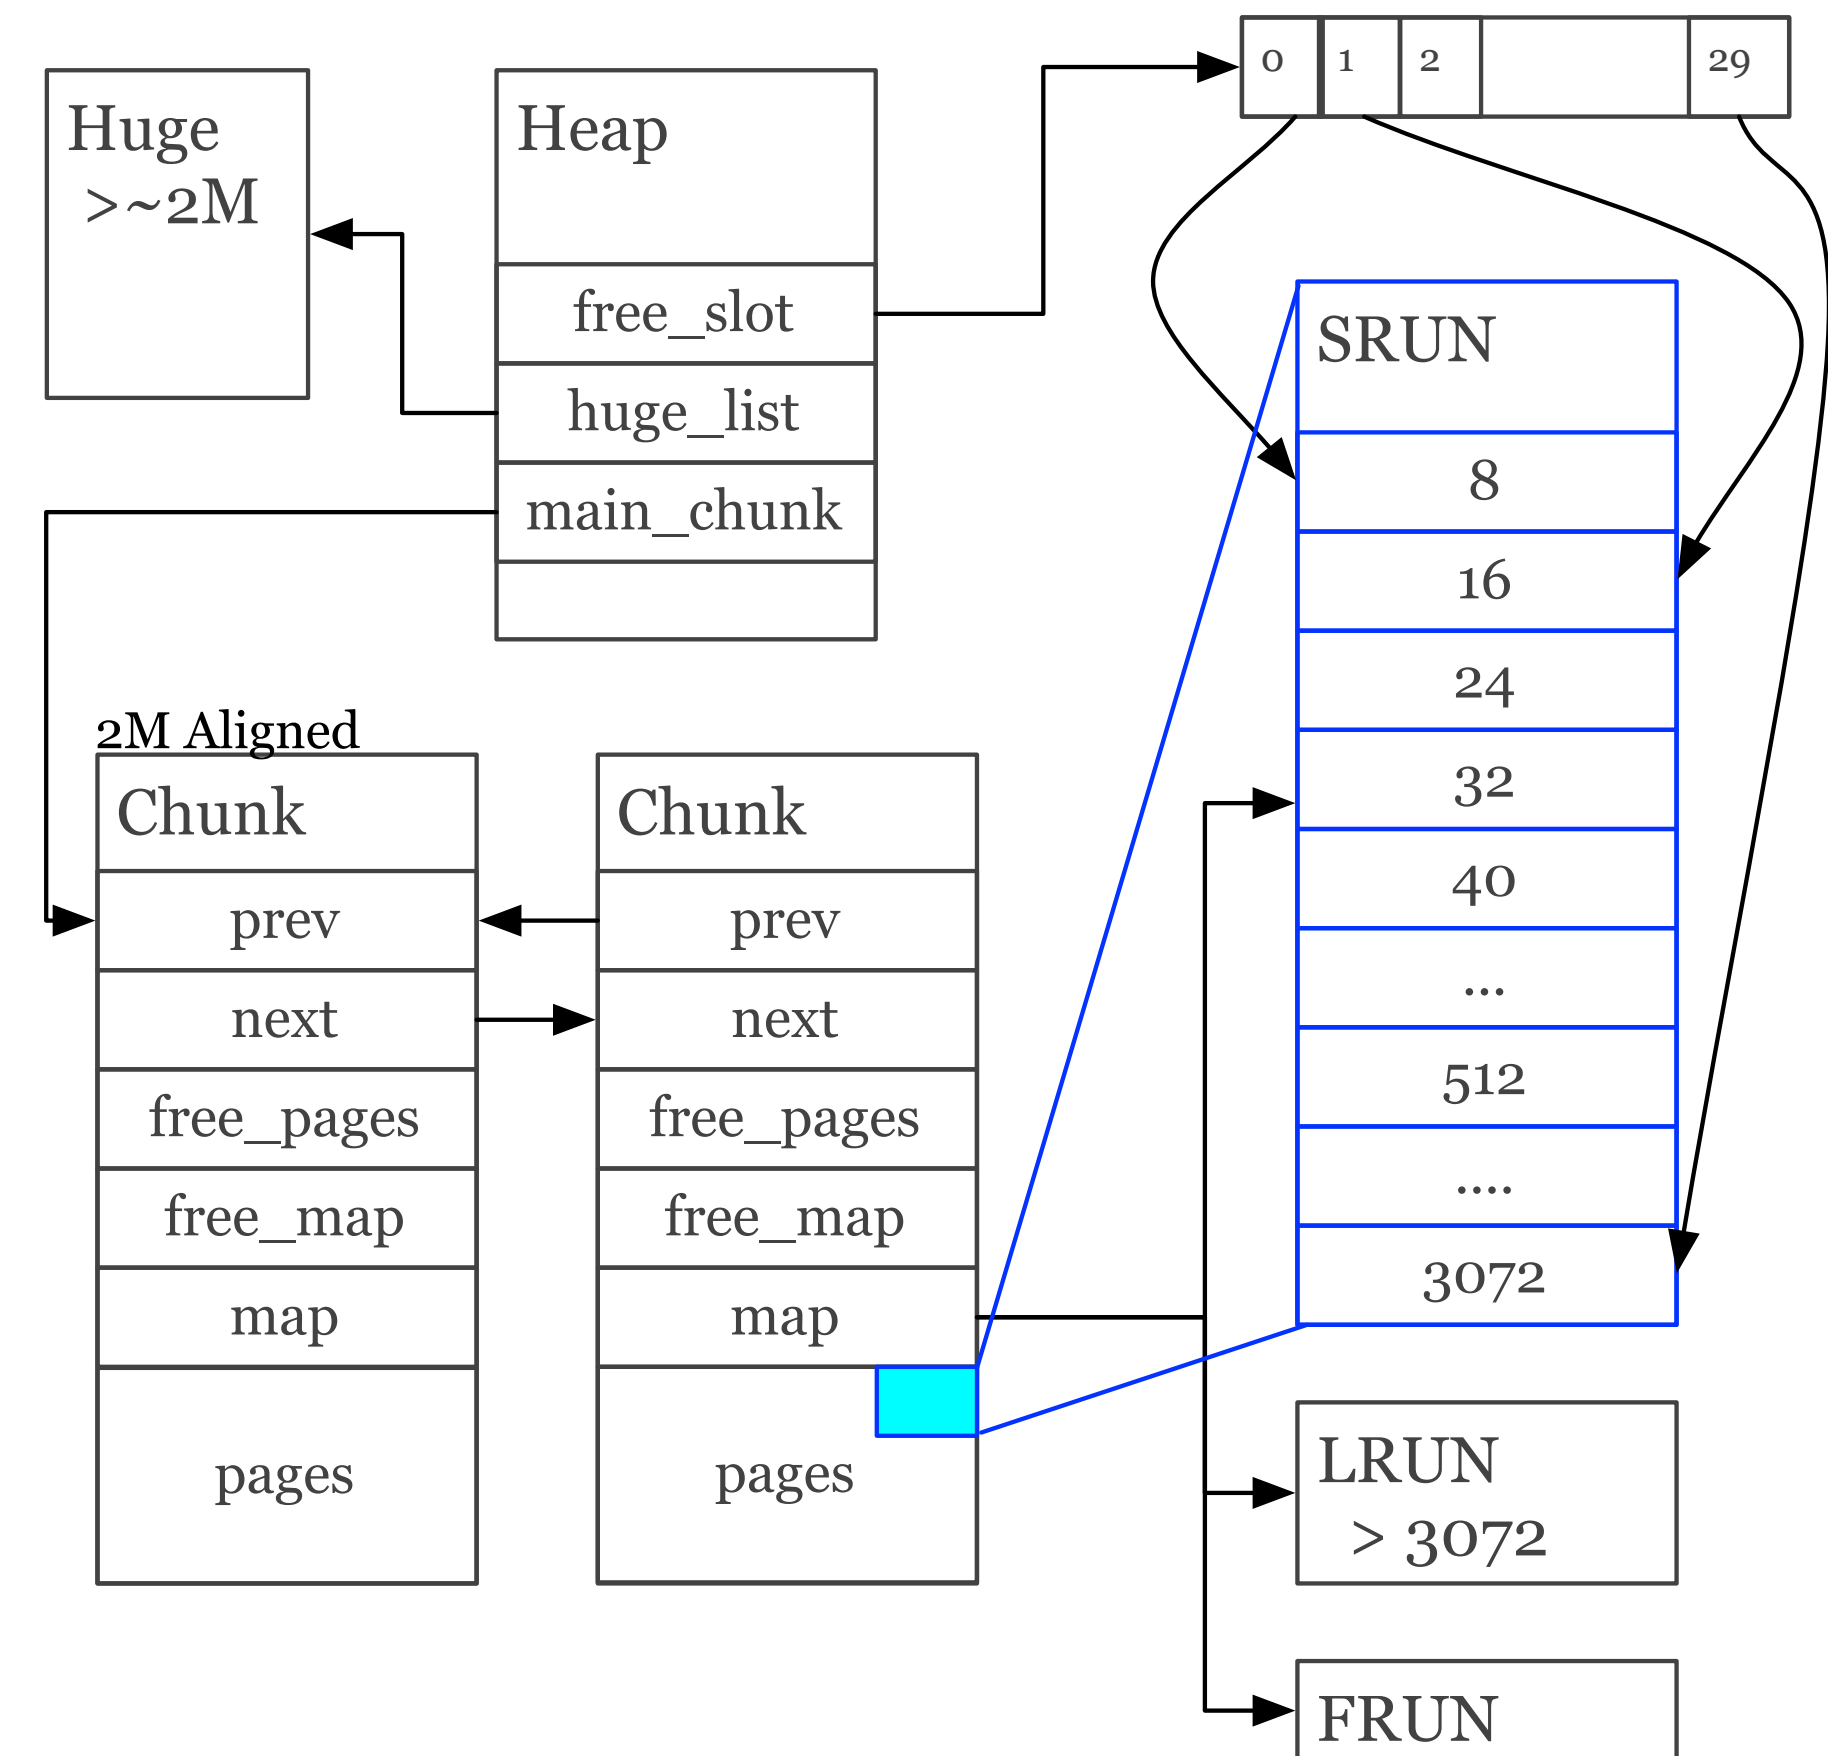 0
1
2
29
Huge
>~2M
Heap
free_slot
huge_list
main_chunk
2M Aligned
Chunk
prev
next
free_pages
free_map
map
pages
Chunk
prev
next
free_pages
free_map
map
pages
SRUN
8
16
24
32
40
...
512
....
3072
LRUN
> 3072
FRUN